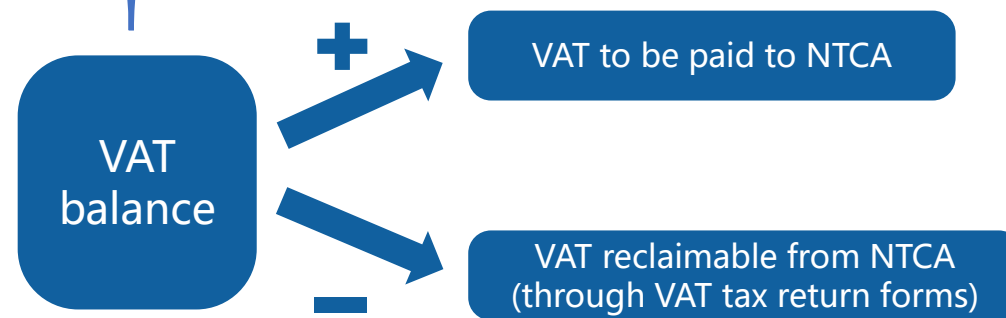 VAT to be paid to NTCA
VAT
balance
VAT reclaimable from NTCA
(through VAT tax return forms)